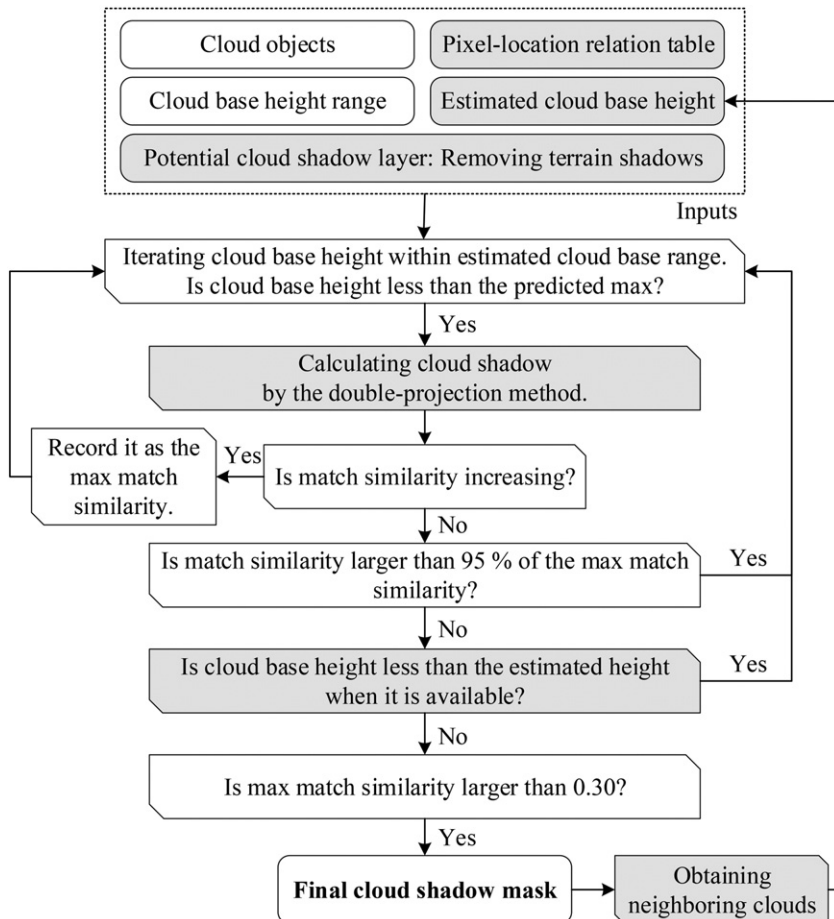 Cloud objects
Pixel-location relation table
Cloud base height range
Estimated cloud base height
Potential cloud shadow layer: Removing terrain shadows
Inputs
Iterating cloud base height within estimated cloud base range.
Is cloud base height less than the predicted max?
Yes
Calculating cloud shadow
by the double-projection method.
Record it as the
max match
similarity.
Yes
Is match similarity increasing?
No
Is match similarity larger than 95 % of the max match
similarity?
Yes
No
Is cloud base height less than the estimated height
when it is available?
Yes
No
Is max match similarity larger than 0.30?
Yes
Final cloud shadow mask
Obtaining
neighboring clouds